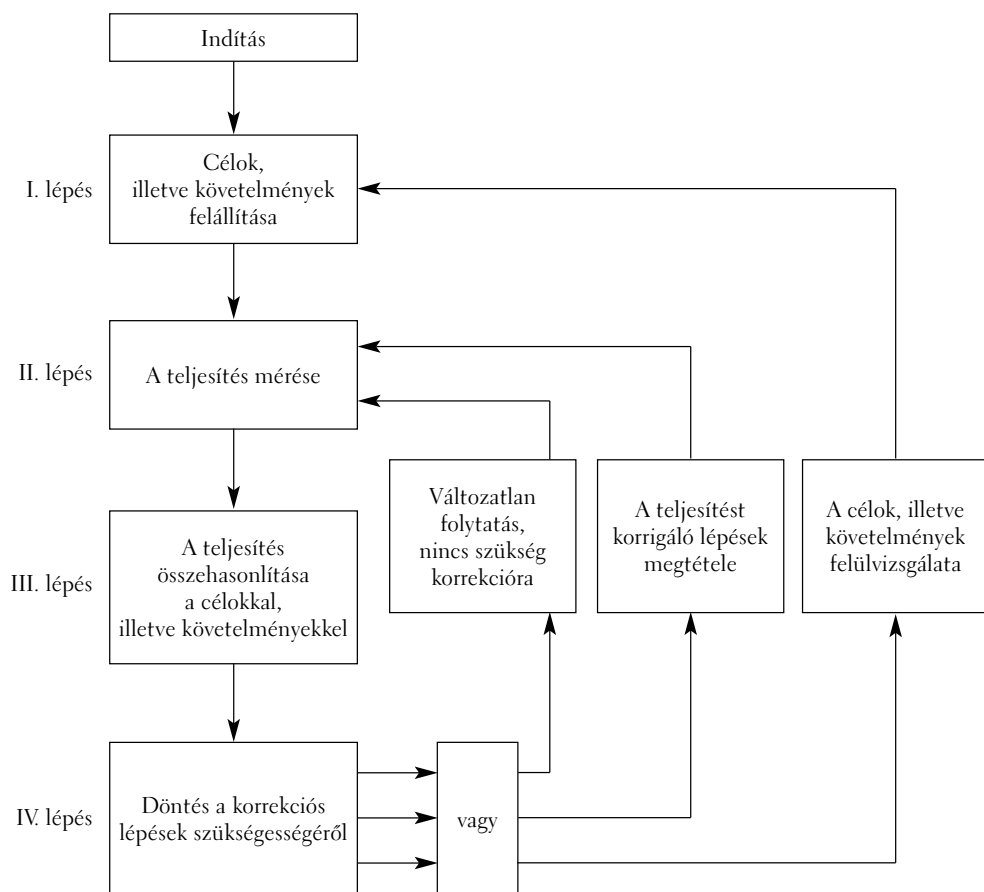 Indítás
I. lépés
Célok,
illetve követelmények
felállítása
II. lépés
A teljesítés mérése
III. lépés
A teljesítés
összehasonlítása
a célokkal,
illetve követelményekkel
Változatlan
folytatás,
nincs szükség
korrekcióra
A teljesítést
korrigáló lépések
megtétele
A célok, illetve
követelmények
felülvizsgálata
IV. lépés
Döntés a korrekciós
lépések szükségességéről
vagy